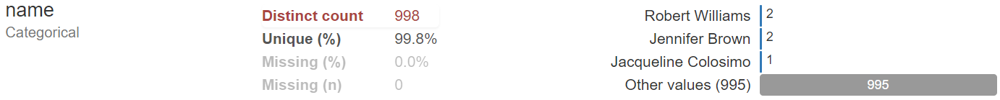 name
Categorical
Distinct count 998
Unique (%) 99.8%
Missing (%) 0.0%
Missing (n) 0
Robert Williams 2
Jennifer Brown 2
Jacqueline Colosimo 1
Other values (995) 995